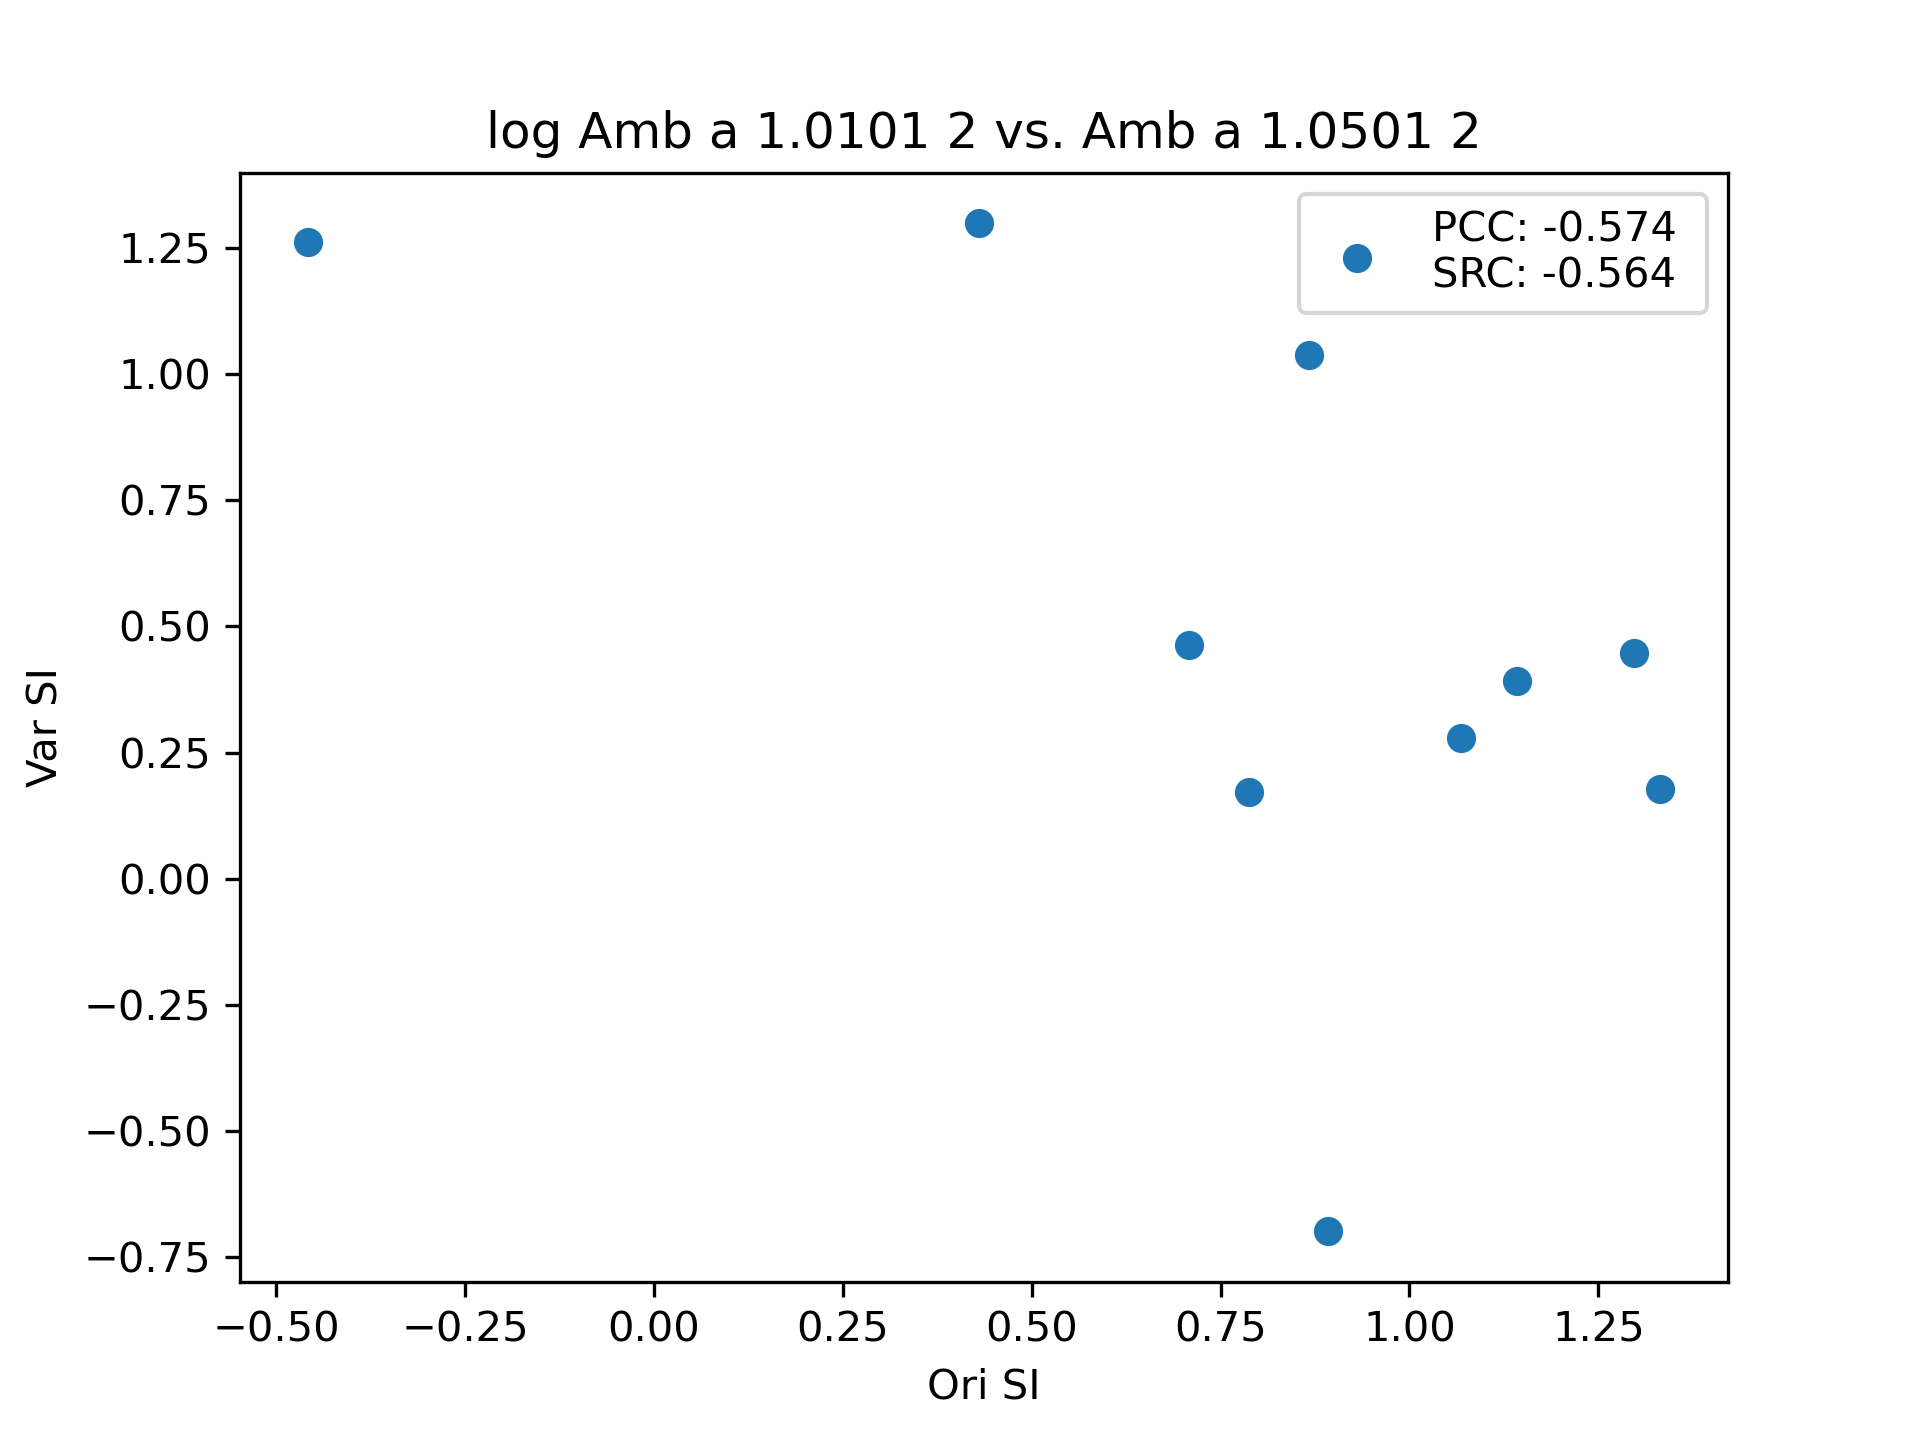 log Amb a 1.0101 2 vs. Amb a 1.0501 2
PCC: -0.574
SRC: -0.564
1.25
1.00
0.75
0.50
0.25
0.00
−0.25
−0.50
−0.75
Var SI
−0.50 −0.25 0.00 0.25 0.50 0.75 1.00 1.25
Ori SI